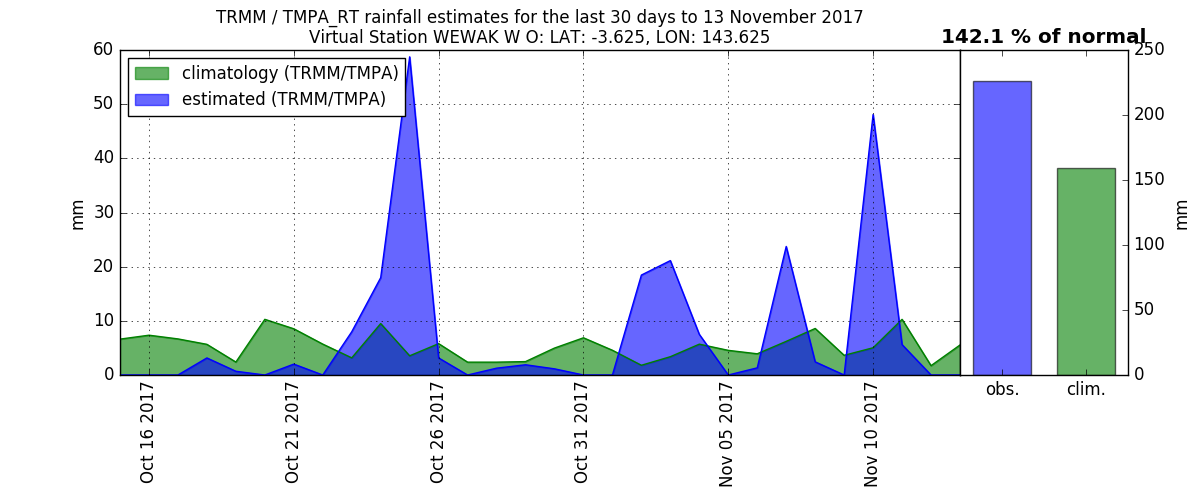 TRMM / TMPA_RT rainfall estimates for the last 30 days to 13 November 2017
Virtual Station WEWAK W O: LAT: -3.625, LON: 143.625
142.1 % of normal
climatology (TRMM/TMPA)
estimated (TRMM/TMPA)
60
50
40
30
20
10
0
mm
Oct 16 2017
Oct 21 2017
Oct 26 2017
Oct 31 2017
Nov 05 2017
Nov 10 2017
250
200
150
100
50
0
mm
obs.
clim.